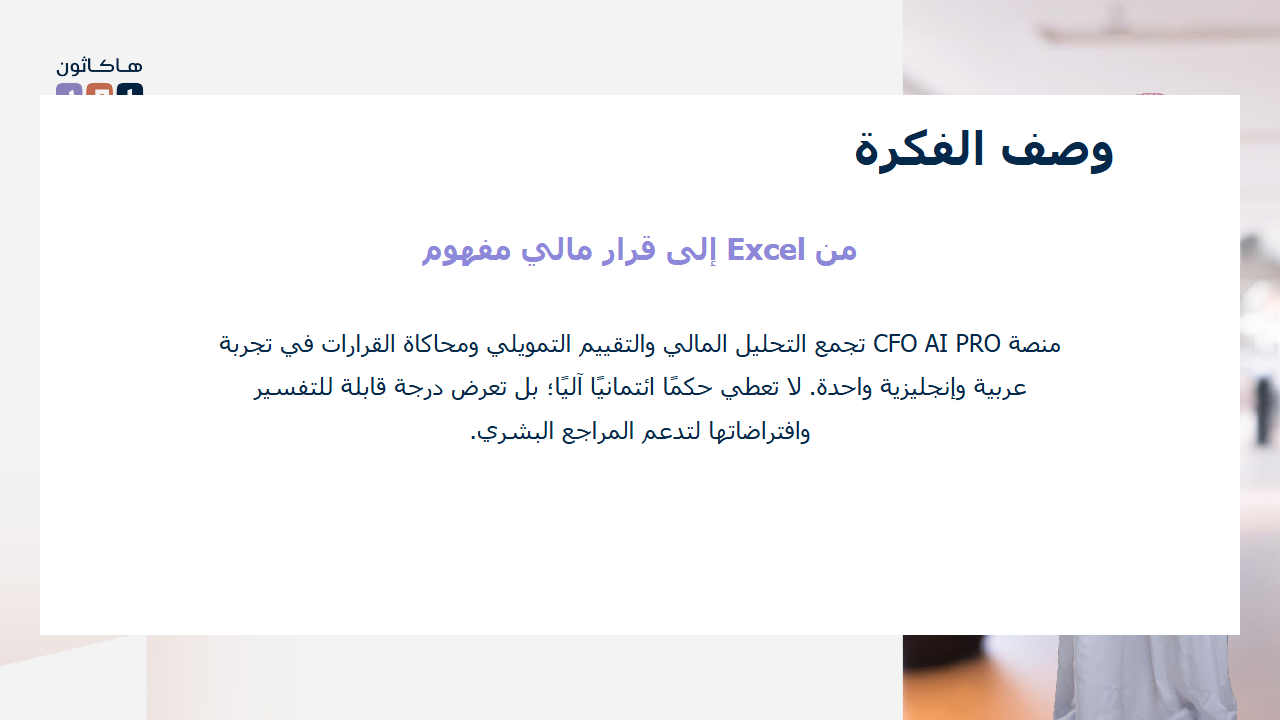 هاكاثون
وصف الفكرة
من Excel إلى قرار مالي مفهوم
منصة CFO AI PRO تجمع التحليل المالي والتقييم التمويلي ومحاكاة القرارات في تجربة
عربية وإنجليزية واحدة. لا تعطي حكمًا ائتمانيًا آليًا؛ بل تعرض درجة قابلة للتفسير
وافتراضاتها لتدعم المراجع البشري.